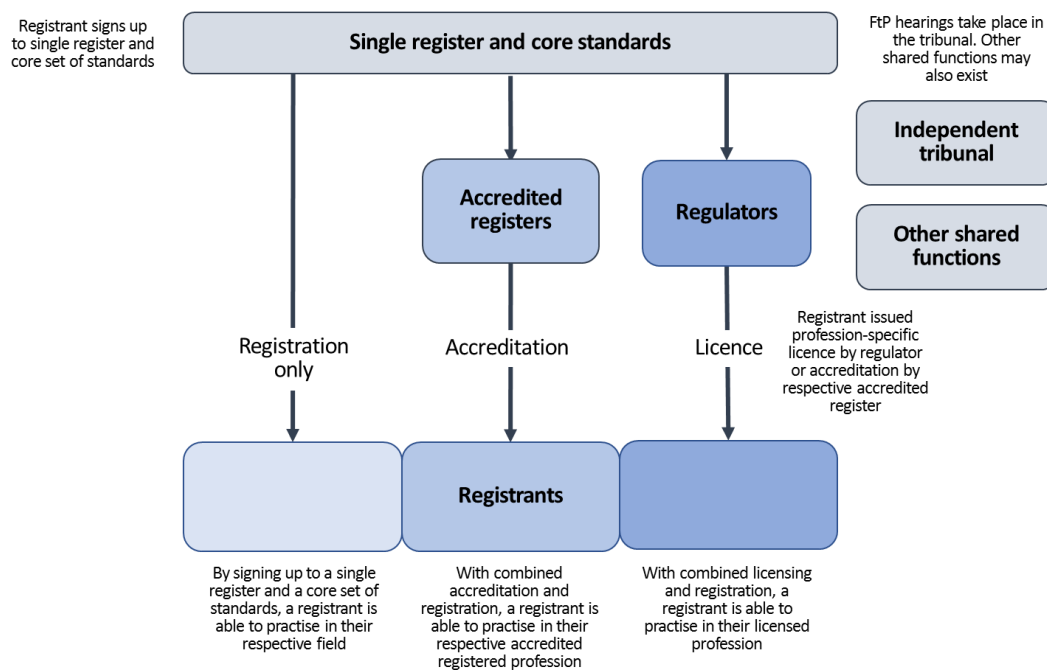 Registrant signs up
to single register and
core set of standards
Single register and core standards
FtP hearings take place in
the tribunal. Other
shared functions may
also exist
Independent
tribunal
Accredited
registers
Regulators
Other shared
functions
Registration
only
Accreditation
Licence
Registrant issued
profession-specific
licence by regulator
or accreditation by
respective accredited
register
Registrants
By signing up to a single
register and a core set of
standards, a registrant is
able to practise in their
respective field
With combined
accreditation and
registration, a registrant is
able to practise in their
respective accredited
registered profession
With combined licensing
and registration, a
registrant is able to
practise in their licensed
profession